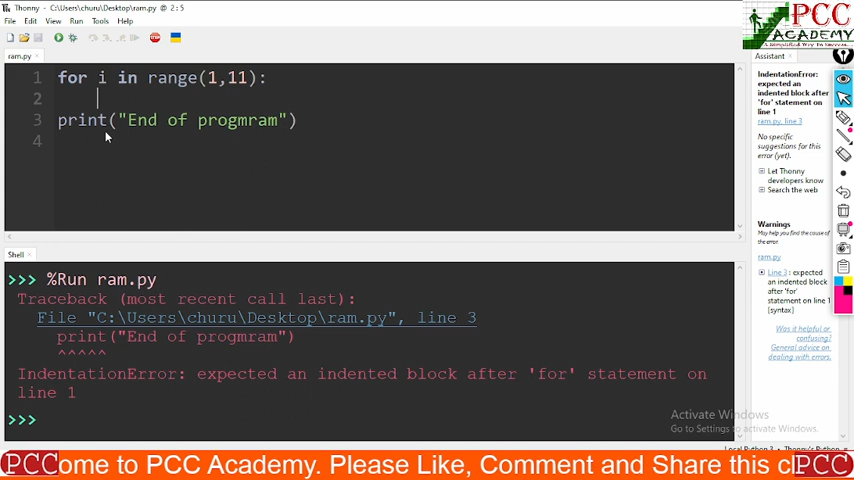 Thonny - C:\Users\churu\Desktop\ram.py @ 2 : 5
File Edit View Run Tools Help
PCC
ACADEMY
ram.py ×
1 for i in range(1,11):
2
3 print("End of progmram")
4
Assistant ×
IndentationError:
expected an
indented block after
'for' statement on
line 1
ram.py, line 3
No specific
suggestions for this
error (yet).
Let Thonny
developers know
Search the web
Warnings
May help you find the cause of
the error.
ram.py
Line 3 : expected
an indented block
after 'for'
statement on line 1
[syntax]
Was it helpful or
confusing?
General advice on
dealing with errors.
Shell ×
>>> %Run ram.py
Traceback (most recent call last):
File "C:\Users\churu\Desktop\ram.py", line 3
print("End of progmram")
^^^^^
IndentationError: expected an indented block after 'for' statement on
line 1
>>>
Activate Windows
Go to Settings to activate Windows.
Local Python 3 • Thonny's Python
PCC ome to PCC Academy. Please Like, Comment and Share this c PCC